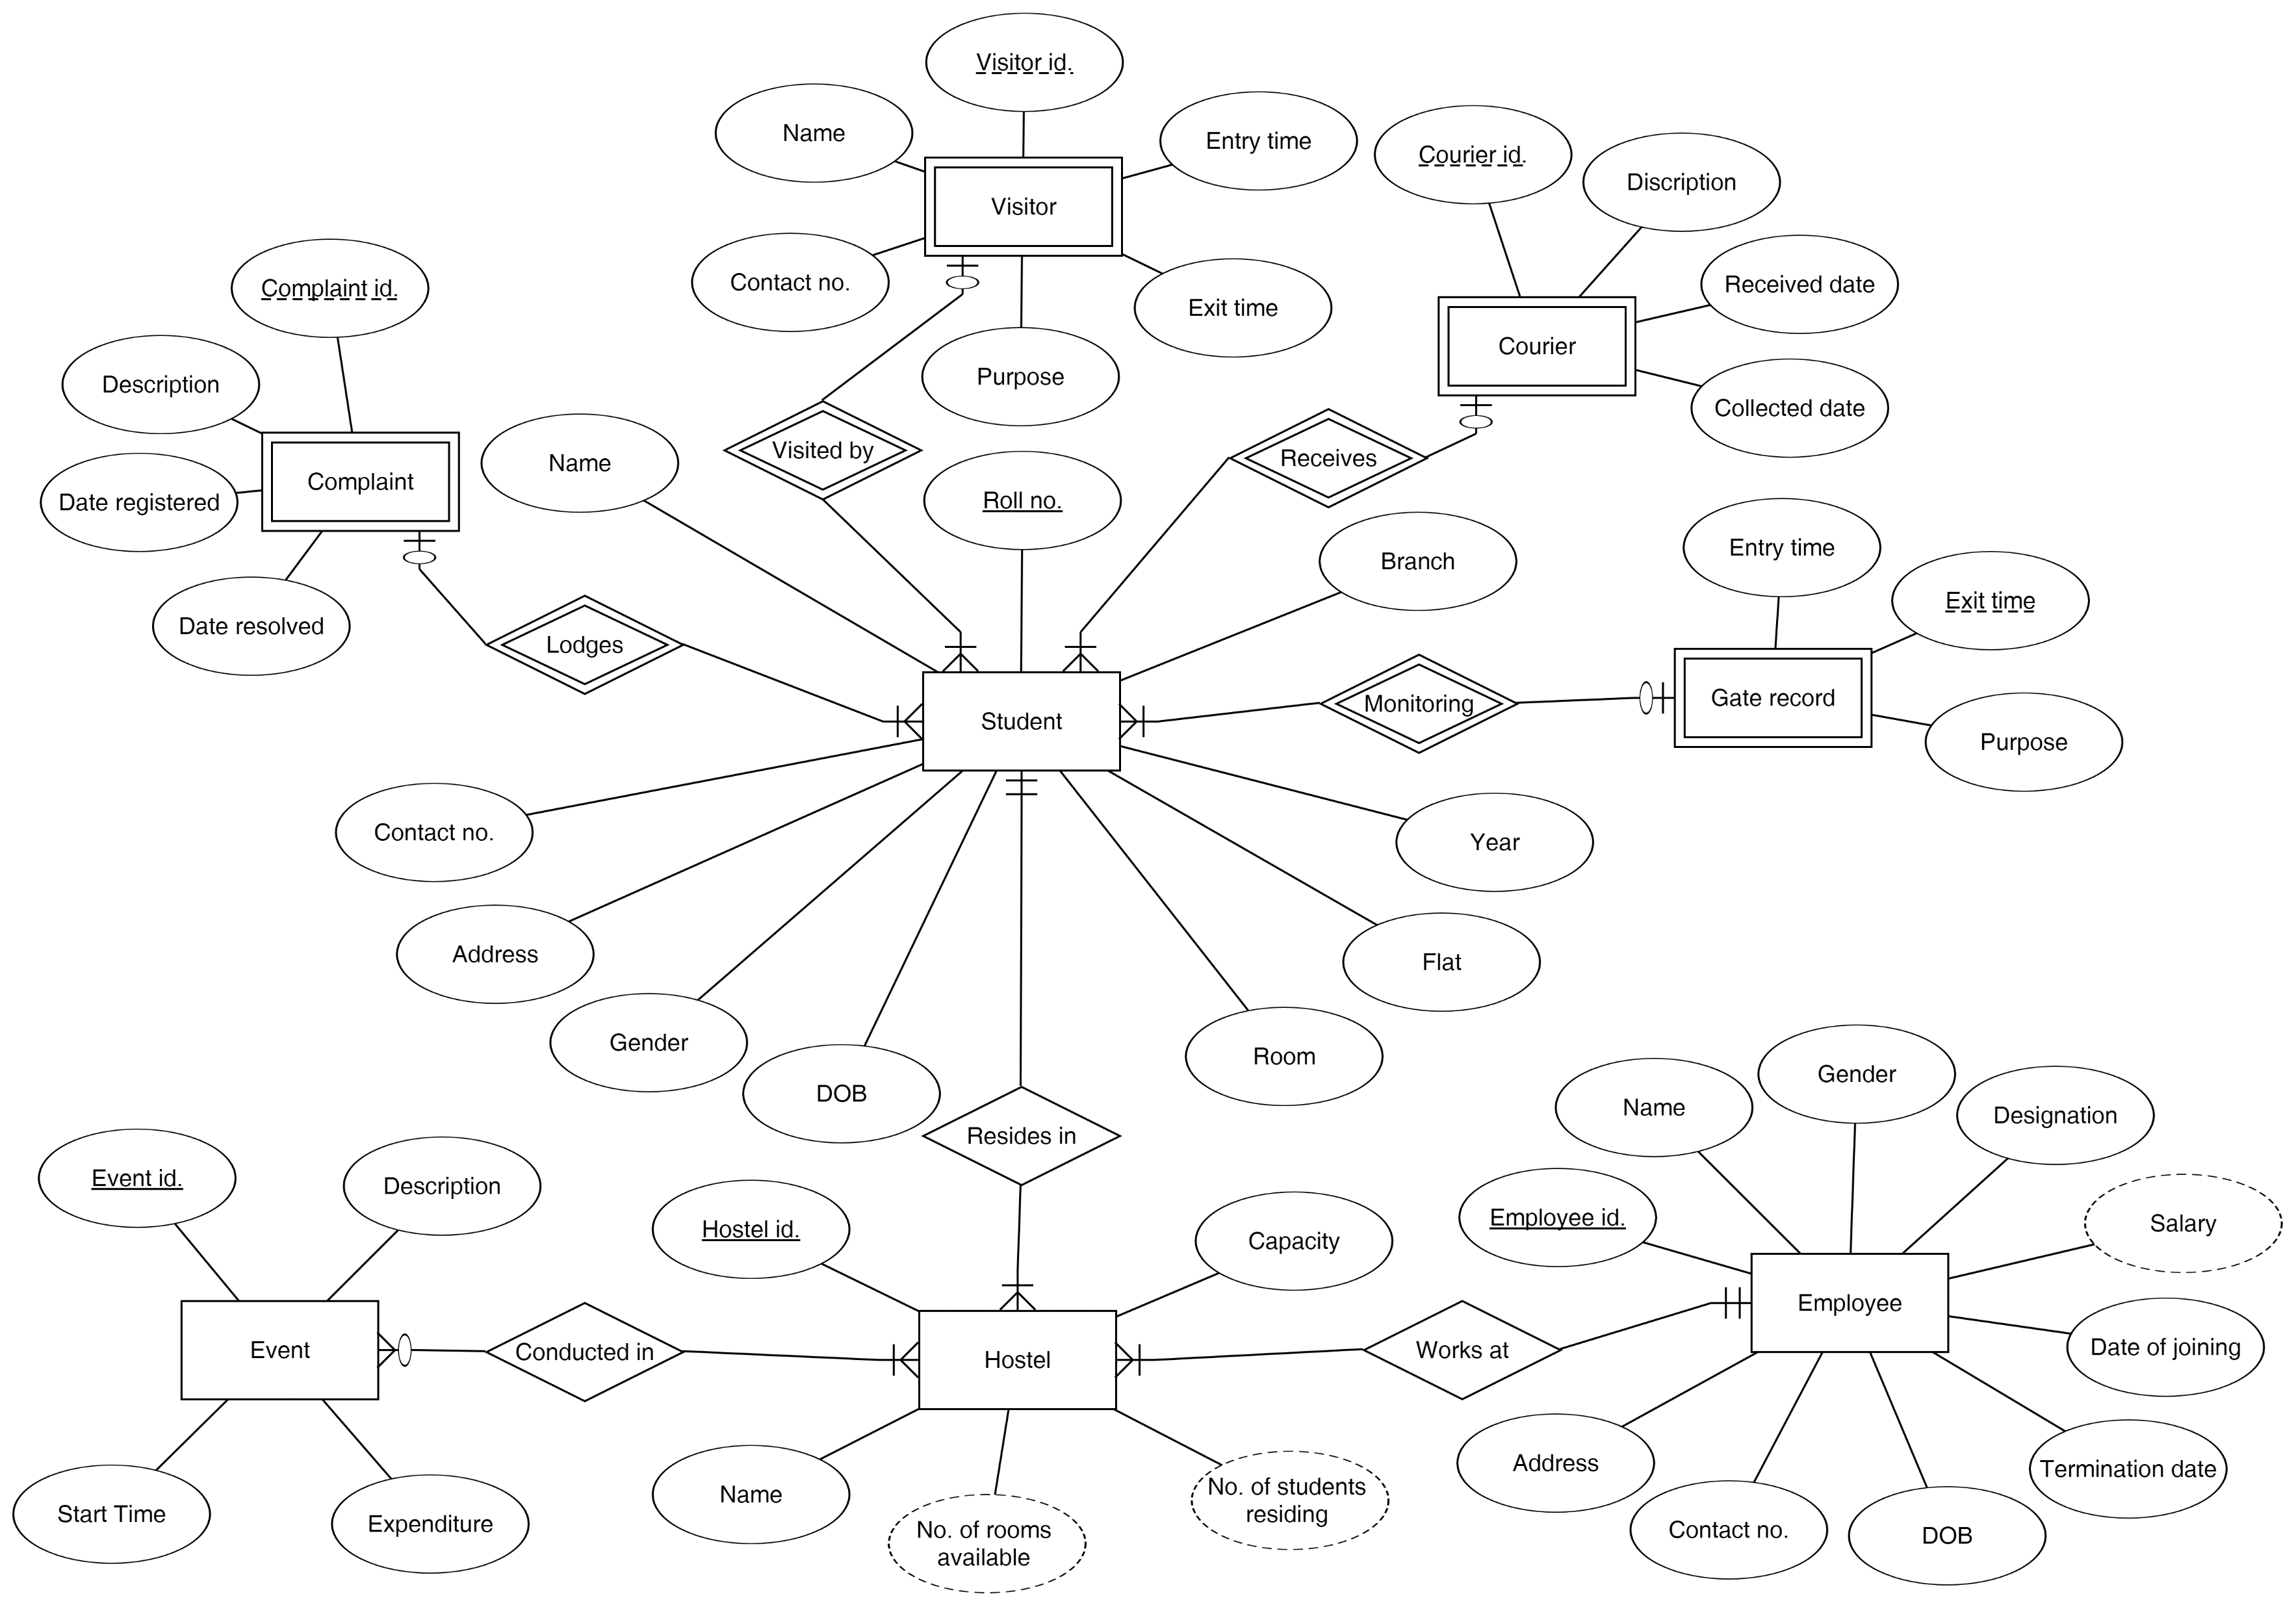 Visitor id.
Name
Entry time
Courier id.
Discription
Visitor
Contact no.
Exit time
Received date
Complaint id.
Courier
Purpose
Description
Collected date
Complaint
Name
Visited by
Receives
Date registered
Roll no.
Branch
Entry time
Exit time
Date resolved
Lodges
Student
Monitoring
Gate record
Purpose
Contact no.
Year
Address
Flat
Gender
DOB
Room
Resides in
Name
Gender
Designation
Event id.
Description
Hostel id.
Capacity
Employee id.
Salary
Event
Conducted in
Hostel
Works at
Employee
Date of joining
Start Time
Expenditure
Name
No. of rooms
available
No. of students
residing
Address
Contact no.
DOB
Termination date